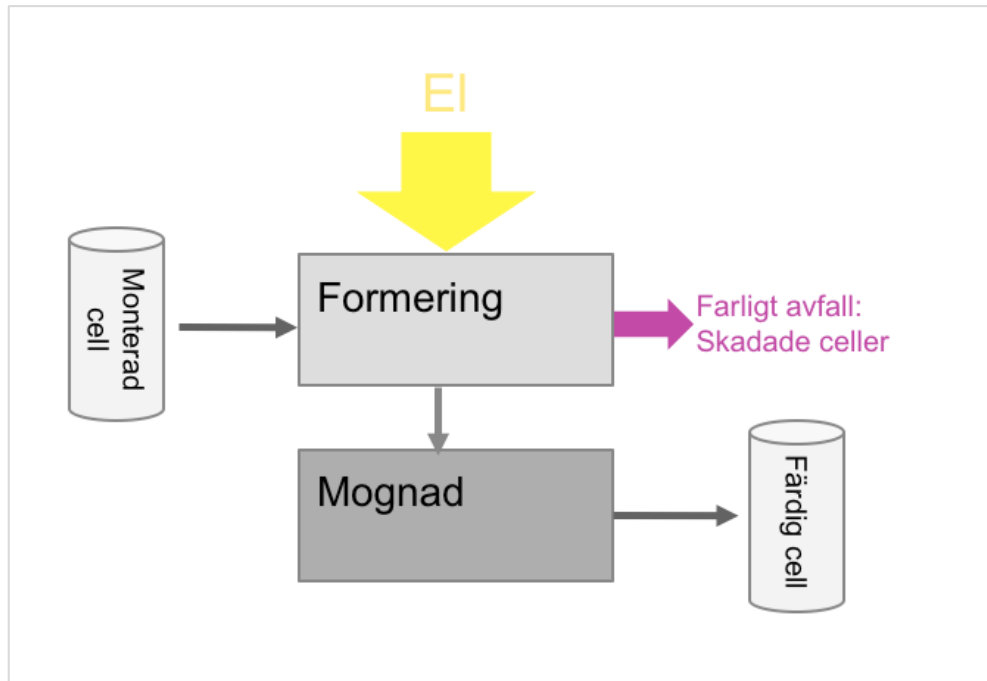 El
Monterad
cell
Formering
Farligt avfall:
Skadade celler
Mognad
Färdig cell